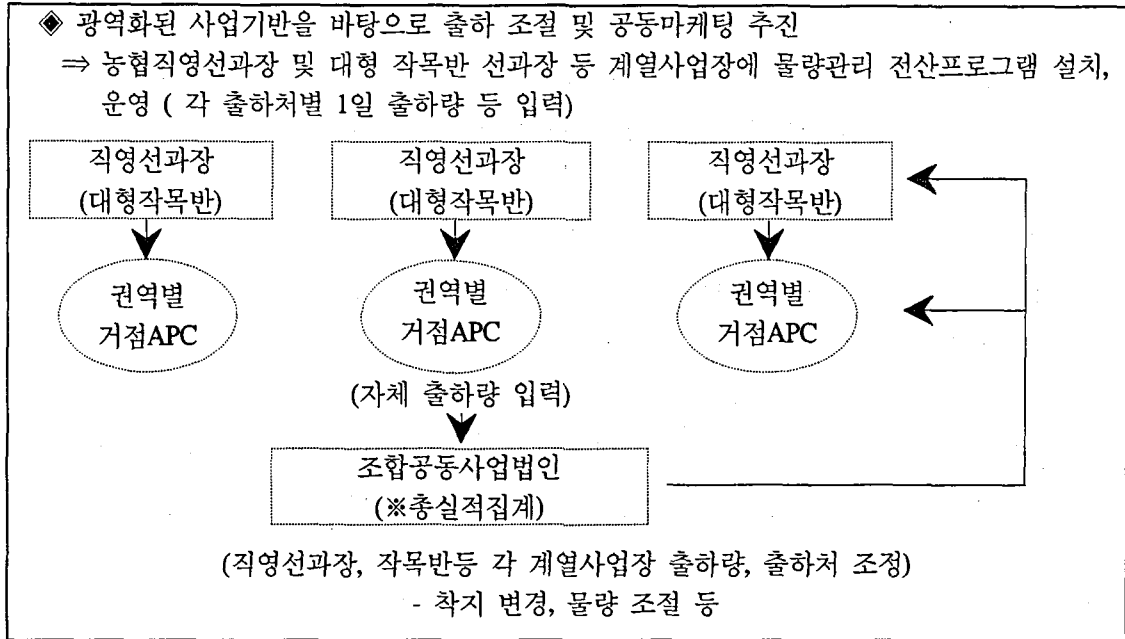 ◈ 광역화된 사업기반을 바탕으로 출하 조절 및 공동마케팅 추진
⇒ 농협직영선과장 및 대형 작목반 선과장 등 계열사업장에 물량관리 전산프로그램 설치,
운영 ( 각 출하처별 1일 출하량 등 입력)
직영선과장 직영선과장 직영선과장
(대형작목반) (대형작목반) (대형작목반)
권역별 권역별 권역별
거점APC 거점APC 거점APC
(자체 출하량 입력)
조합공동사업법인
(※총실적집계)
(직영선과장, 작목반등 각 계열사업장 출하량, 출하처 조정)
- 착지 변경, 물량 조절 등